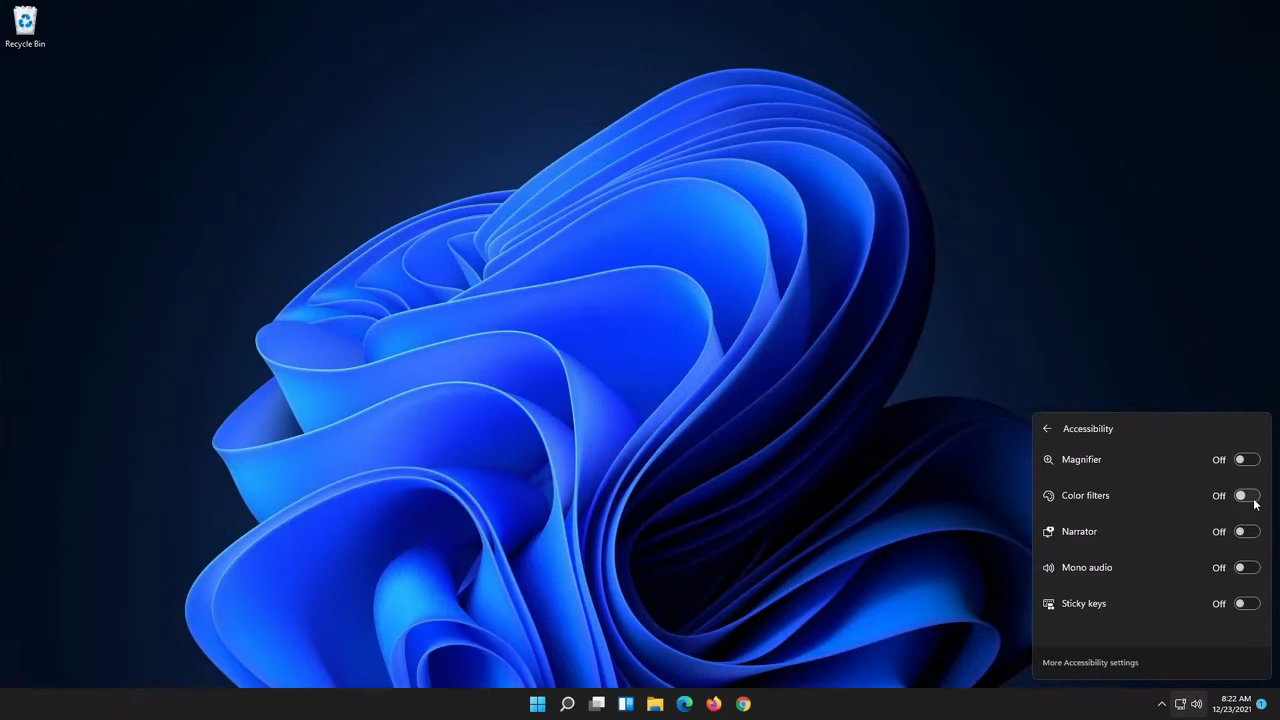 Recycle Bin
Accessibility
Magnifier Off
Color filters Off
Narrator Off
Mono audio Off
Sticky keys Off
More Accessibility settings
8:22 AM
12/23/2021
1